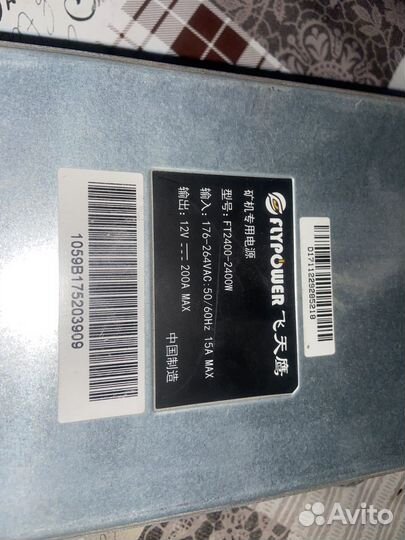 FLYPOWER 飞天鹰
矿机专用电源
型号: FT2400-2400W
输入: 176-264VAC:50/60Hz 15A MAX
输出: 12V 200A MAX
中国制造
D1711229285219
1059B175203909
Avito